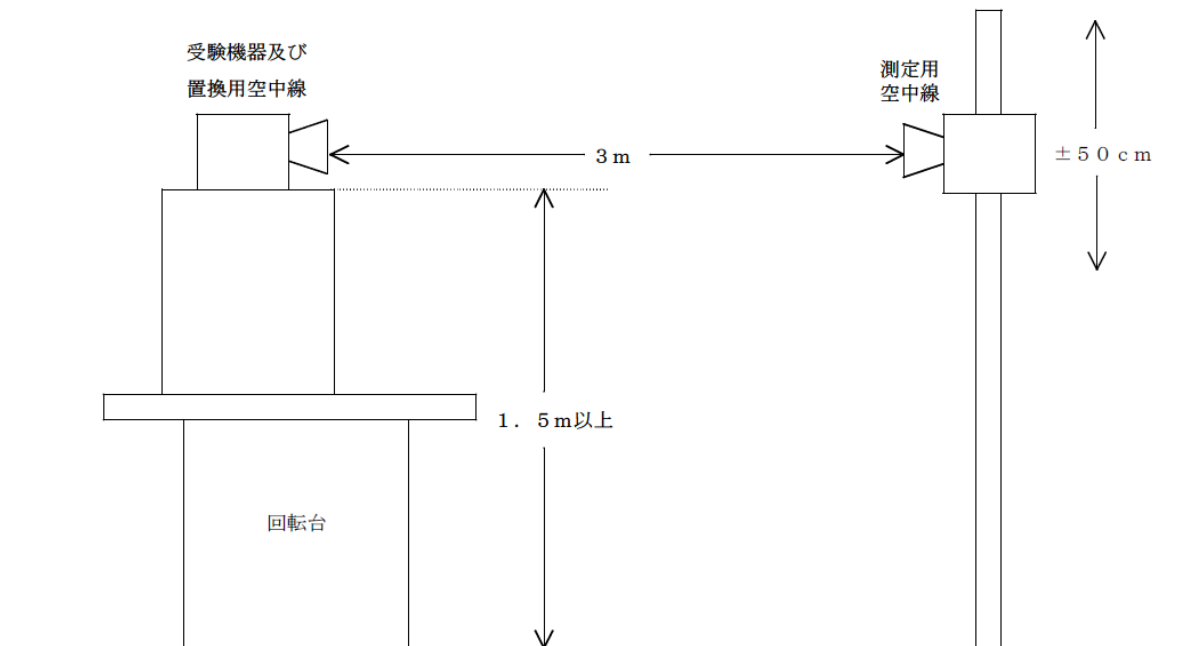 受験機器及び
置換用空中線
測定用
空中線
３ｍ
±５０ｃｍ
１．５ｍ以上
回転台